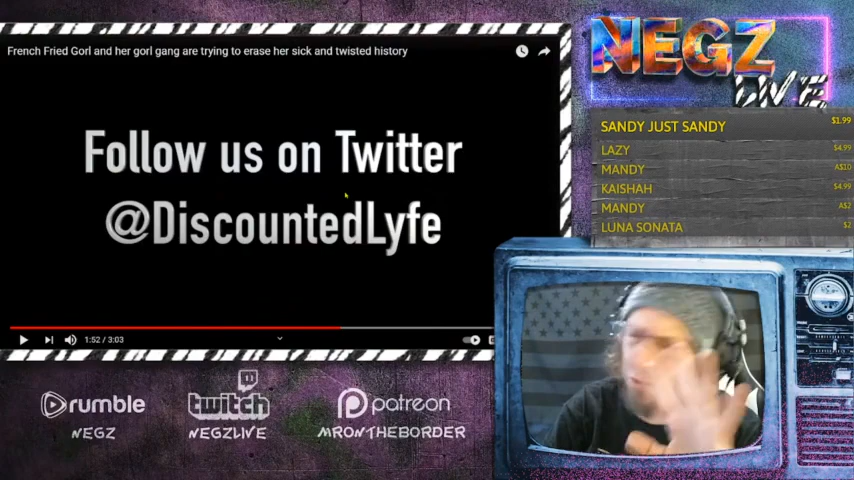 French Fried Gorl and her gorl gang are trying to erase her sick and twisted history
Follow us on Twitter
@DiscountedLyfe
1:52 / 3:03
NEGZ
LIVE
SANDY JUST SANDY $1.99
LAZY $4.99
MANDY A$10
KAISHAH $4.99
MANDY A$2
LUNA SONATA $2
rumble
NEGZ
twitch
NEGZLIVE
patreon
MRONTHEBORDER